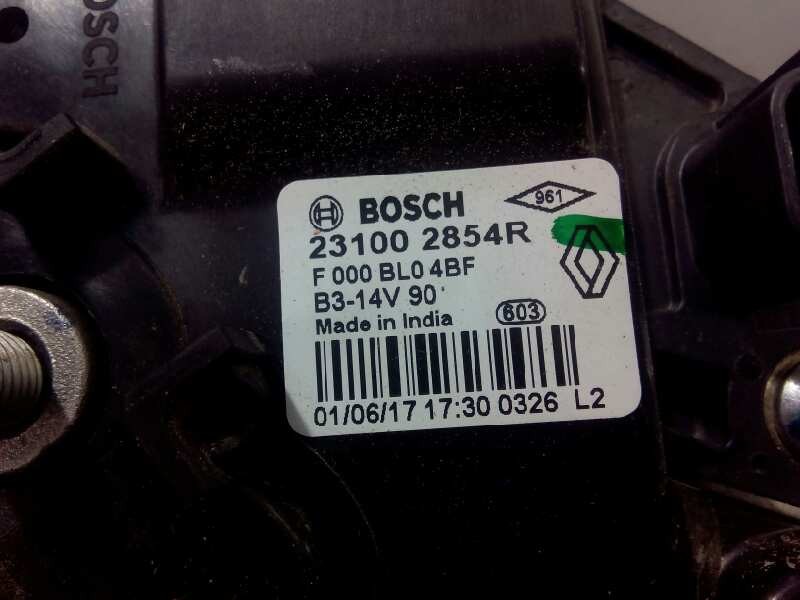 BOSCH
BOSCH
961
23100 2854R
F 000 BL0 4BF
B3-14V 90'
Made in India
603
01/06/17 17:30 0326 L2